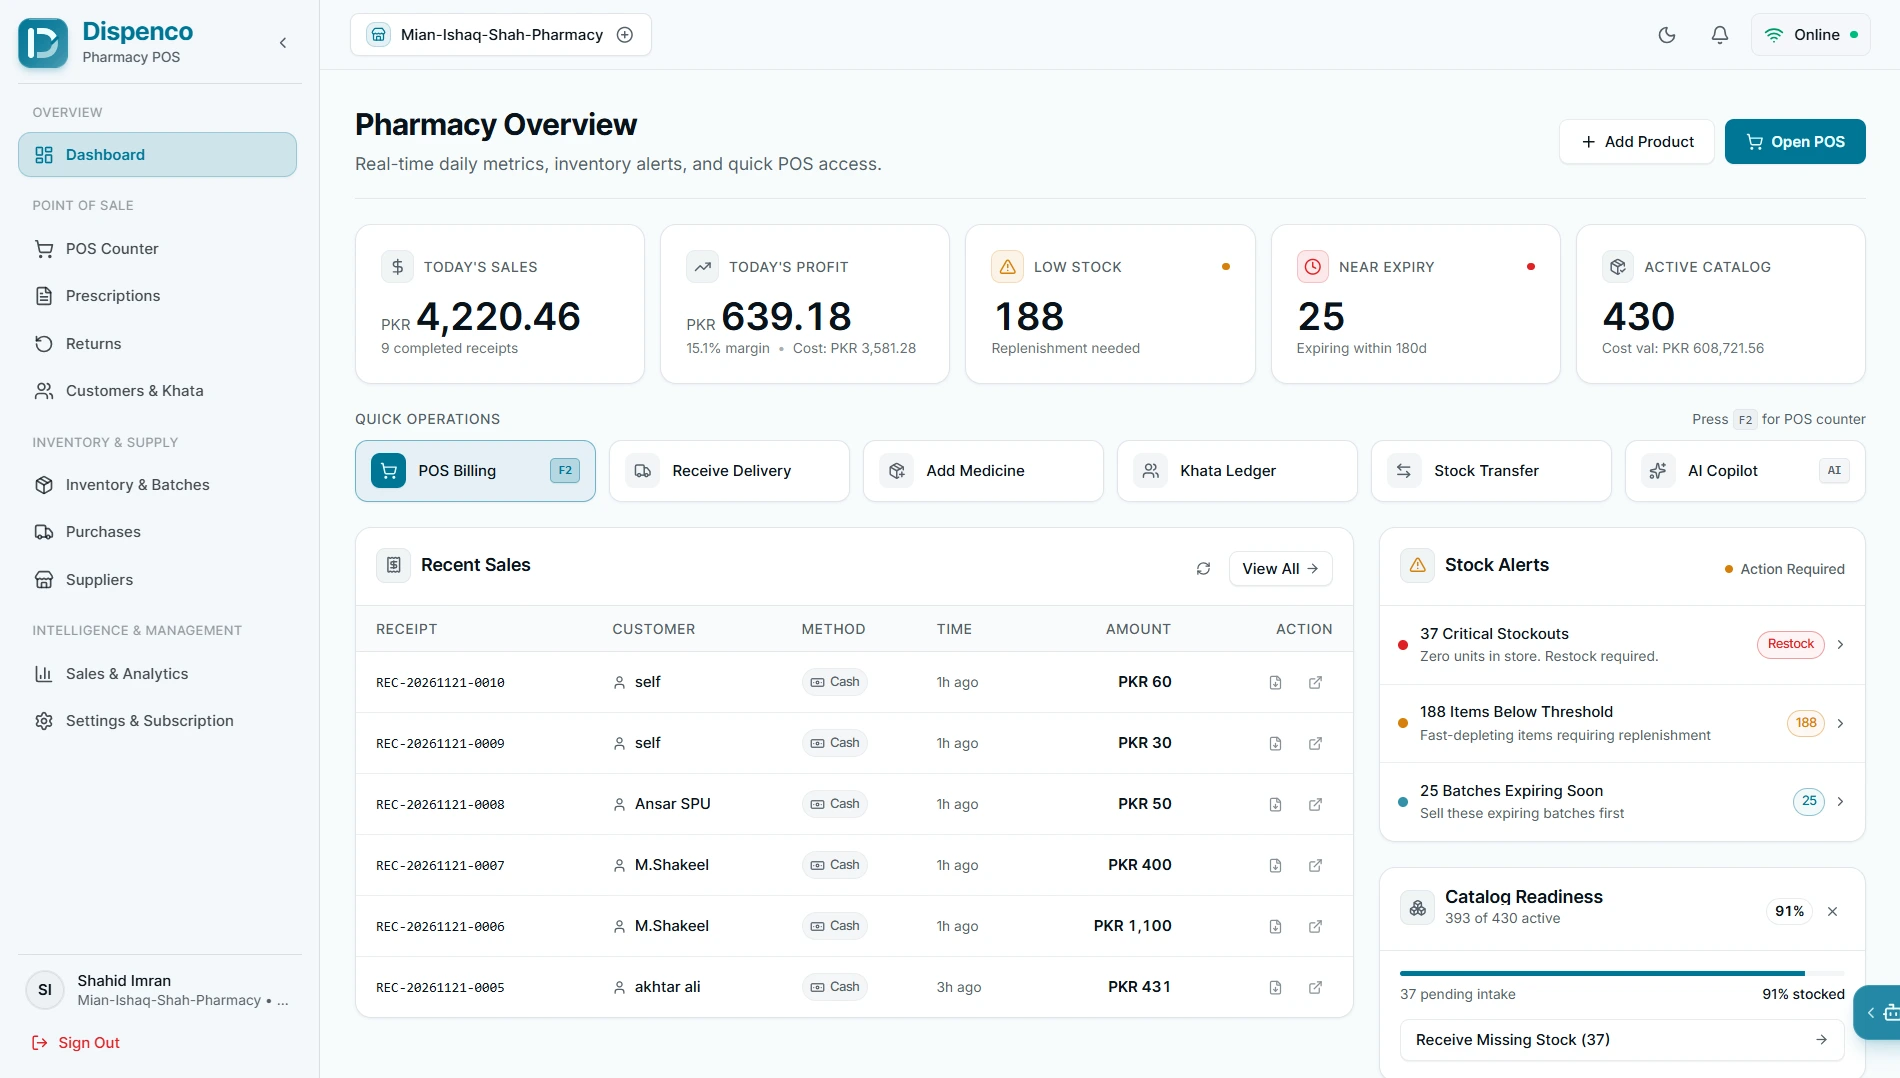 Dispenco
Pharmacy POS
OVERVIEW
Dashboard
POINT OF SALE
POS Counter
Prescriptions
Returns
Customers & Khata
INVENTORY & SUPPLY
Inventory & Batches
Purchases
Suppliers
INTELLIGENCE & MANAGEMENT
Sales & Analytics
Settings & Subscription
SI
Shahid Imran
Mian-Ishaq-Shah-Pharmacy • ...
Sign Out
Mian-Ishaq-Shah-Pharmacy
Online
Pharmacy Overview
Real-time daily metrics, inventory alerts, and quick POS access.
Add Product
Open POS
TODAY'S SALES
PKR 4,220.46
9 completed receipts
TODAY'S PROFIT
PKR 639.18
15.1% margin • Cost: PKR 3,581.28
LOW STOCK
188
Replenishment needed
NEAR EXPIRY
25
Expiring within 180d
ACTIVE CATALOG
430
Cost val: PKR 608,721.56
QUICK OPERATIONS
Press F2 for POS counter
POS Billing F2
Receive Delivery
Add Medicine
Khata Ledger
Stock Transfer
AI Copilot AI
Recent Sales
View All →
RECEIPT CUSTOMER METHOD TIME AMOUNT ACTION
REC-20261121-0010 self Cash 1h ago PKR 60
REC-20261121-0009 self Cash 1h ago PKR 30
REC-20261121-0008 Ansar SPU Cash 1h ago PKR 50
REC-20261121-0007 M.Shakeel Cash 1h ago PKR 400
REC-20261121-0006 M.Shakeel Cash 1h ago PKR 1,100
REC-20261121-0005 akhtar ali Cash 3h ago PKR 431
Stock Alerts
Action Required
37 Critical Stockouts
Zero units in store. Restock required.
Restock
188 Items Below Threshold
Fast-depleting items requiring replenishment
188
25 Batches Expiring Soon
Sell these expiring batches first
25
Catalog Readiness
393 of 430 active
91%
37 pending intake
91% stocked
Receive Missing Stock (37)